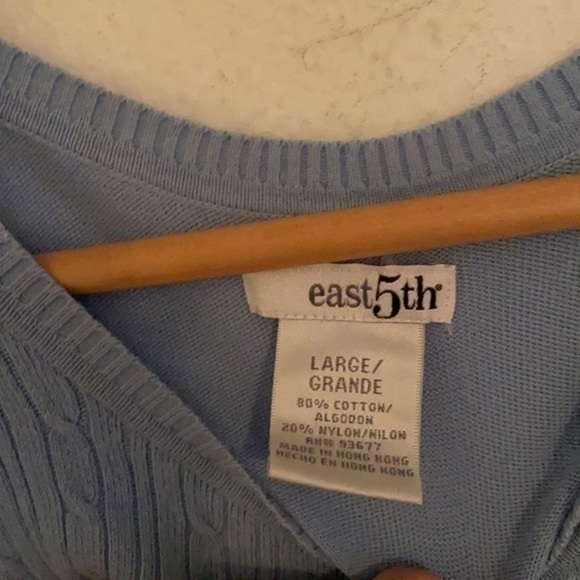 east5th®
LARGE/
GRANDE
80% COTTON/
ALGODON
20% NYLON/NILON
RN# 93677
MADE IN HONG KONG
HECHO EN HONG KONG